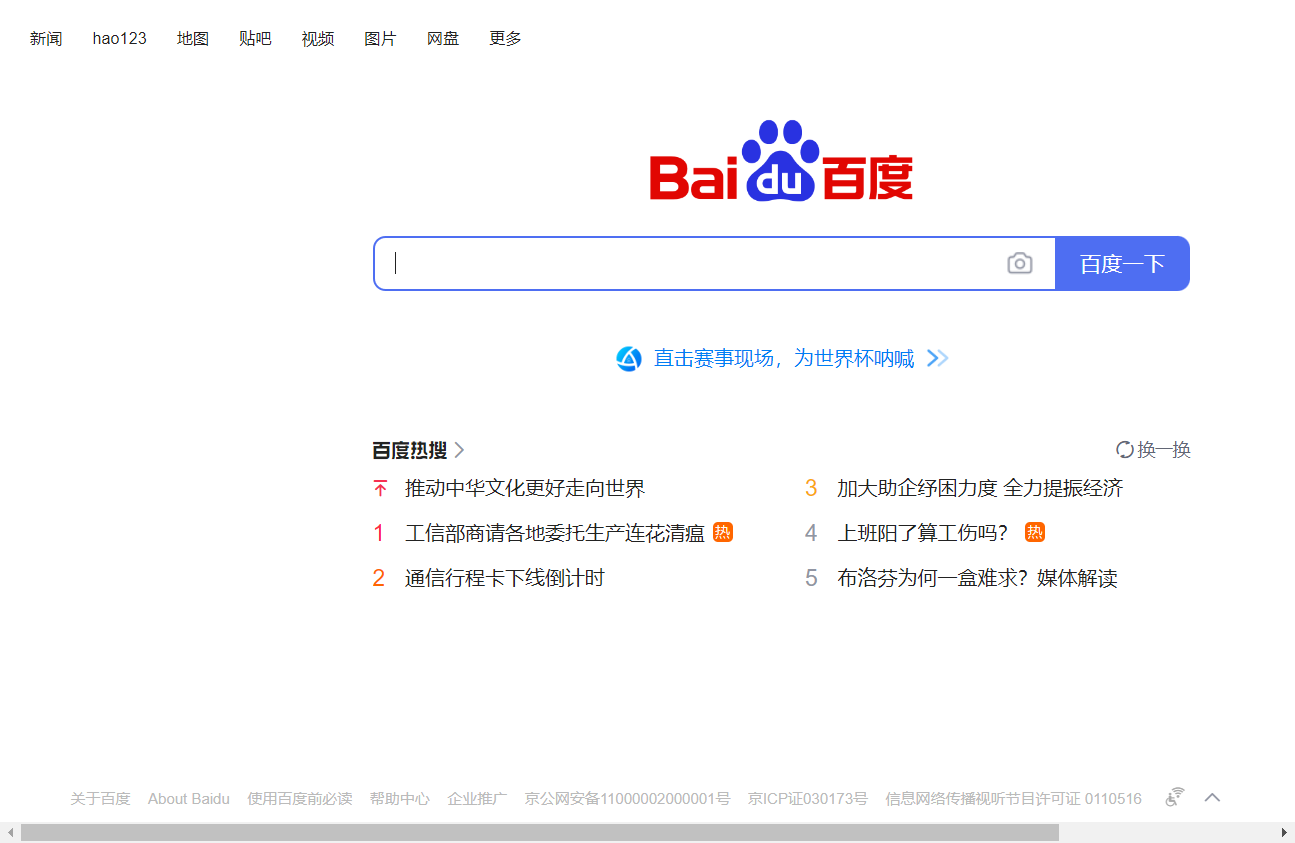 新闻 hao123 地图 贴吧 视频 图片 网盘 更多
Bai du 百度
百度一下
直击赛事现场，为世界杯呐喊
百度热搜 换一换
推动中华文化更好走向世界
1 工信部商请各地委托生产连花清瘟 热
2 通信行程卡下线倒计时
3 加大助企纾困力度 全力提振经济
4 上班阳了算工伤吗？ 热
5 布洛芬为何一盒难求？媒体解读
关于百度 About Baidu 使用百度前必读 帮助中心 企业推广 京公网安备11000002000001号 京ICP证030173号 信息网络传播视听节目许可证 0110516